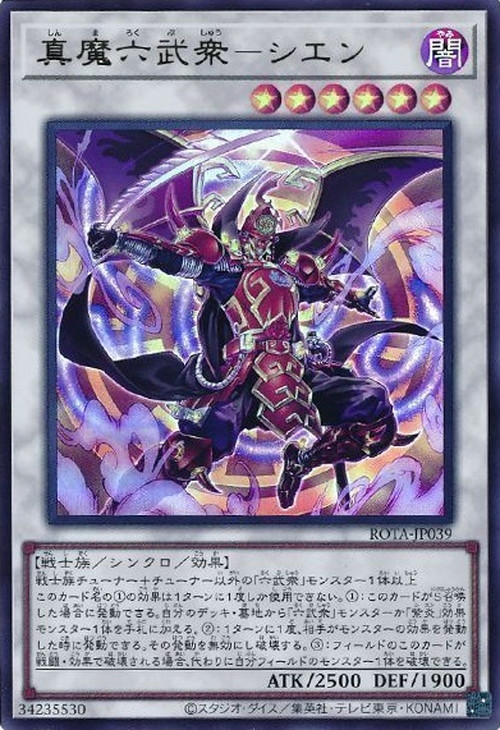 真魔六武衆－シエン
闇
ROTA-JP039
【戦士族／シンクロ／効果】
戦士族チューナー＋チューナー以外の「六武衆」モンスター1体以上
このカード名の①の効果は1ターンに1度しか使用できない。①：このカードがS召喚
した場合に発動できる。自分のデッキ・墓地から「六武衆」モンスターか「紫炎」効果
モンスター1体を手札に加える。②：1ターンに1度、相手がモンスターの効果を発動
した時に発動できる。その発動を無効にし破壊する。③：フィールドのこのカードが
戦闘・効果で破壊される場合、代わりに自分フィールドのモンスター1体を破壊できる。
ATK/2500 DEF/1900
34235530
©スタジオ・ダイス／集英社・テレビ東京・KONAMI